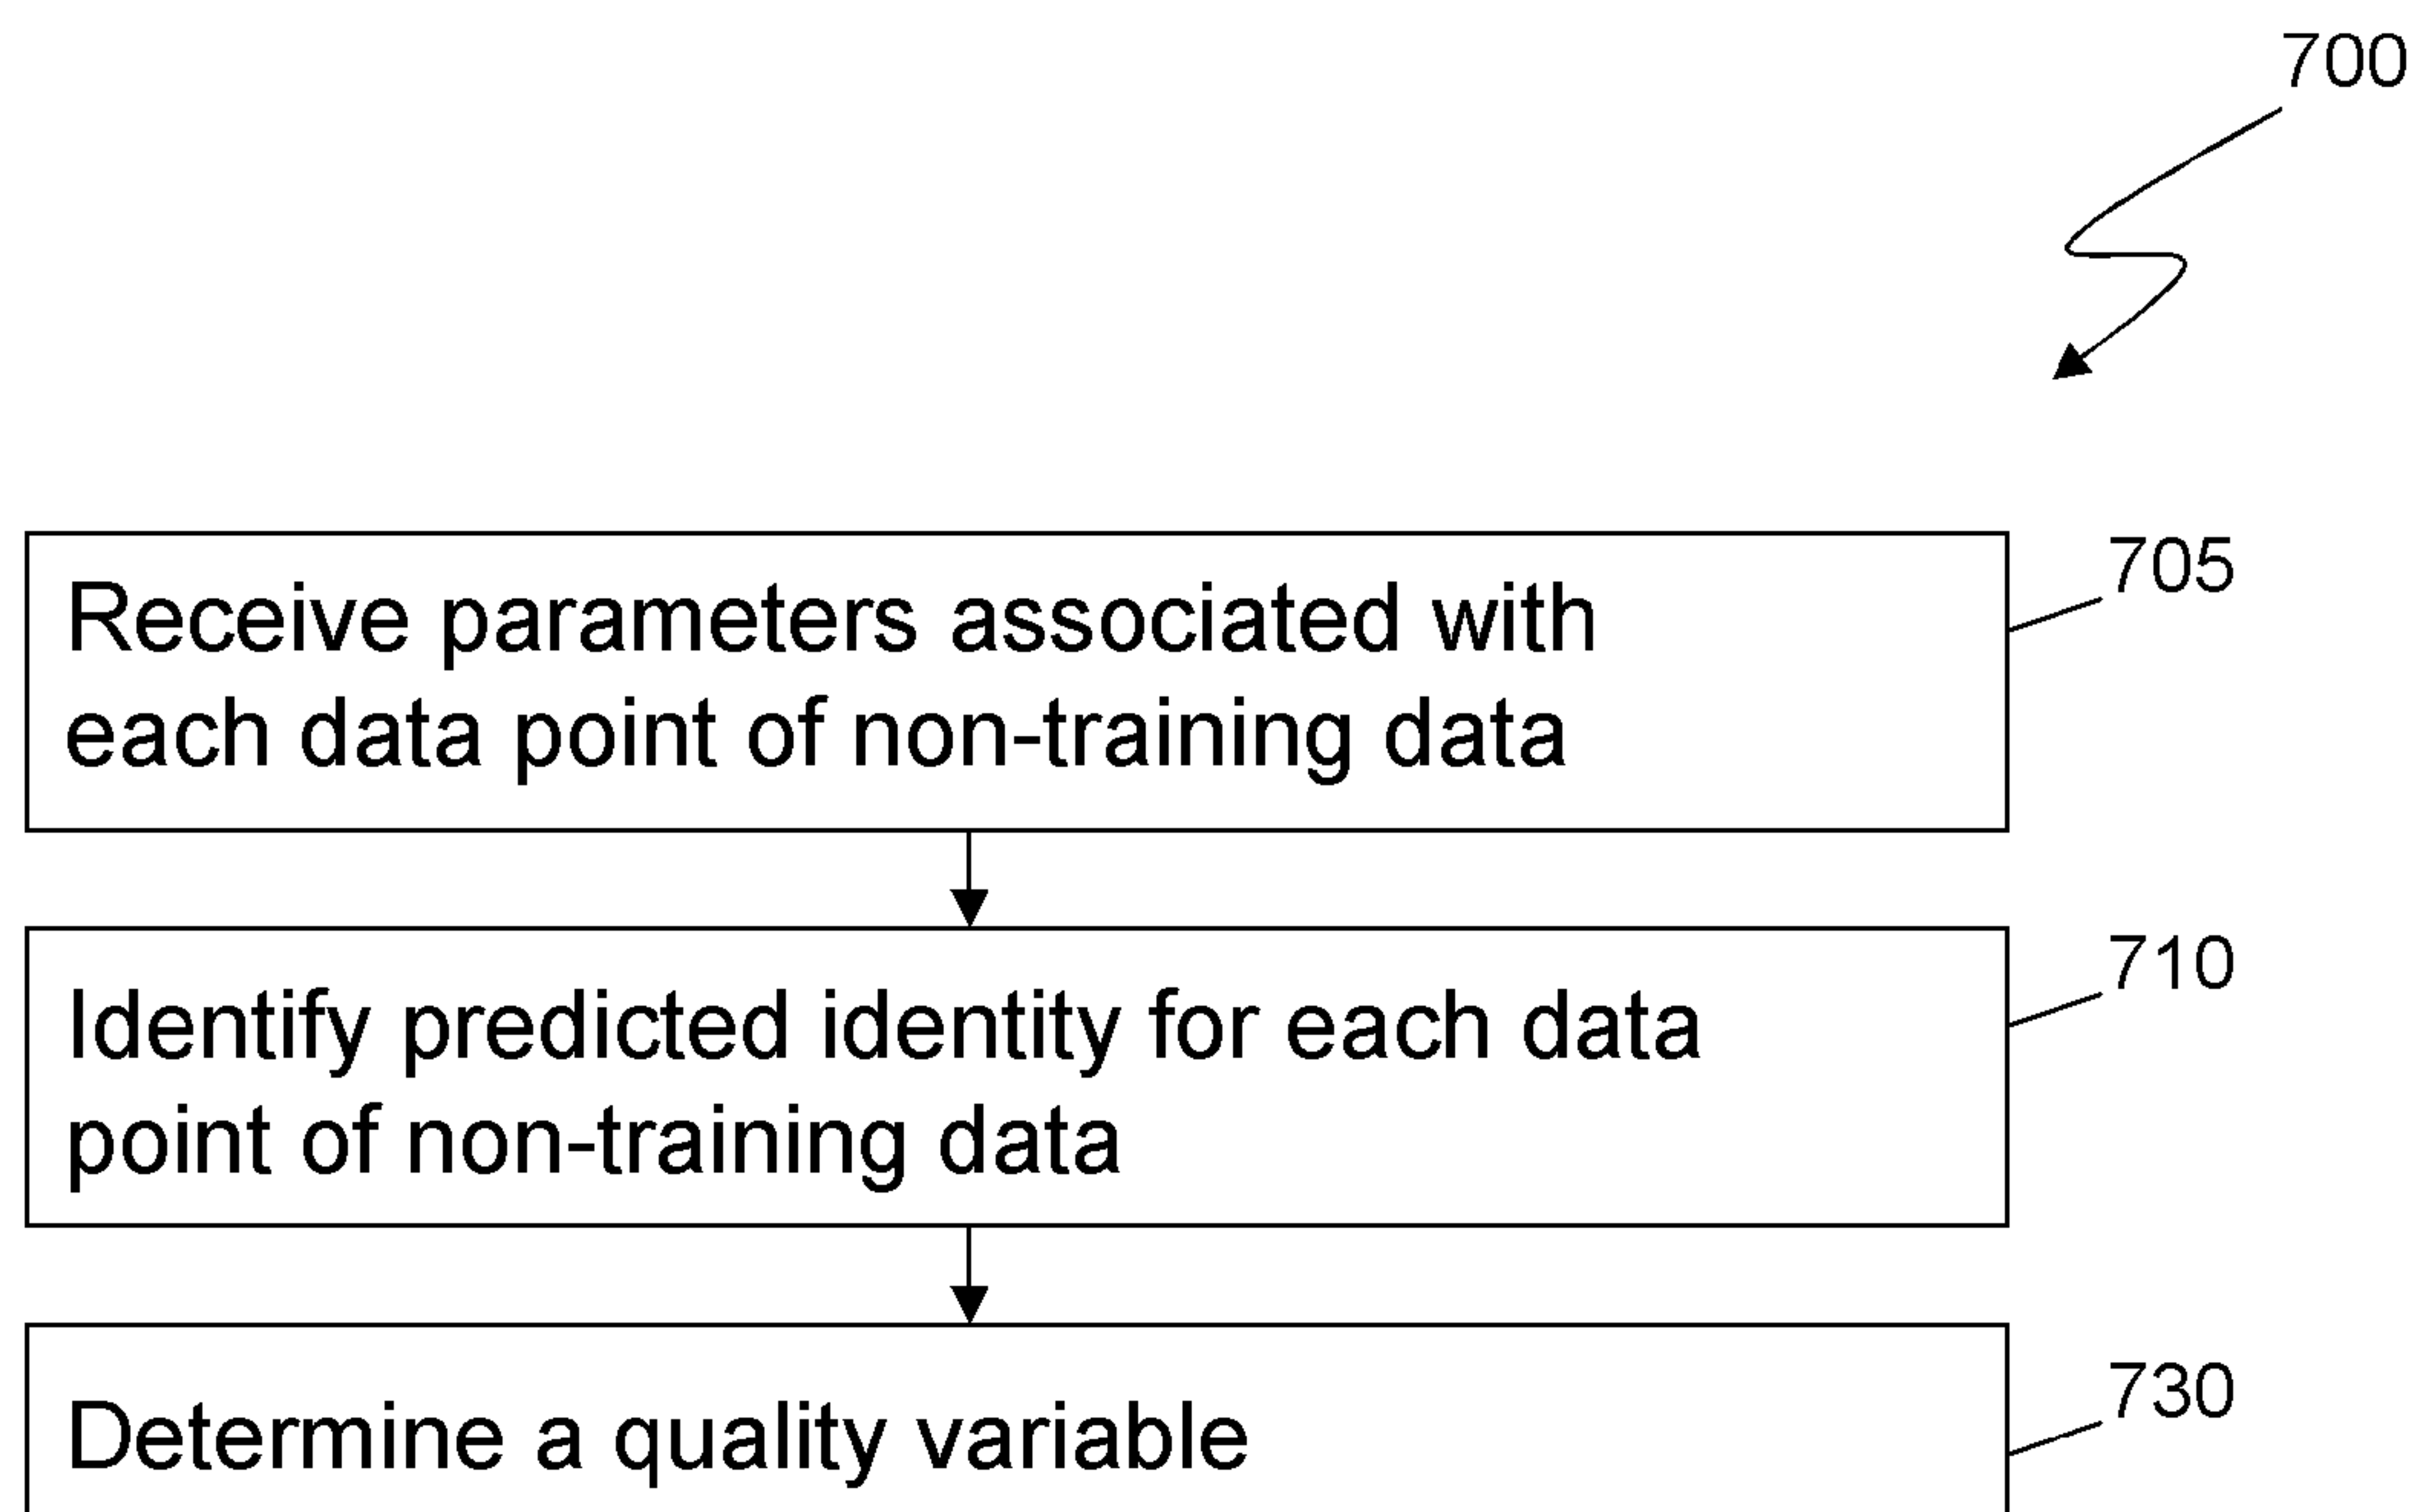 700
Receive parameters associated with
each data point of non-training data
705
Identify predicted identity for each data
point of non-training data
710
Determine a quality variable
730